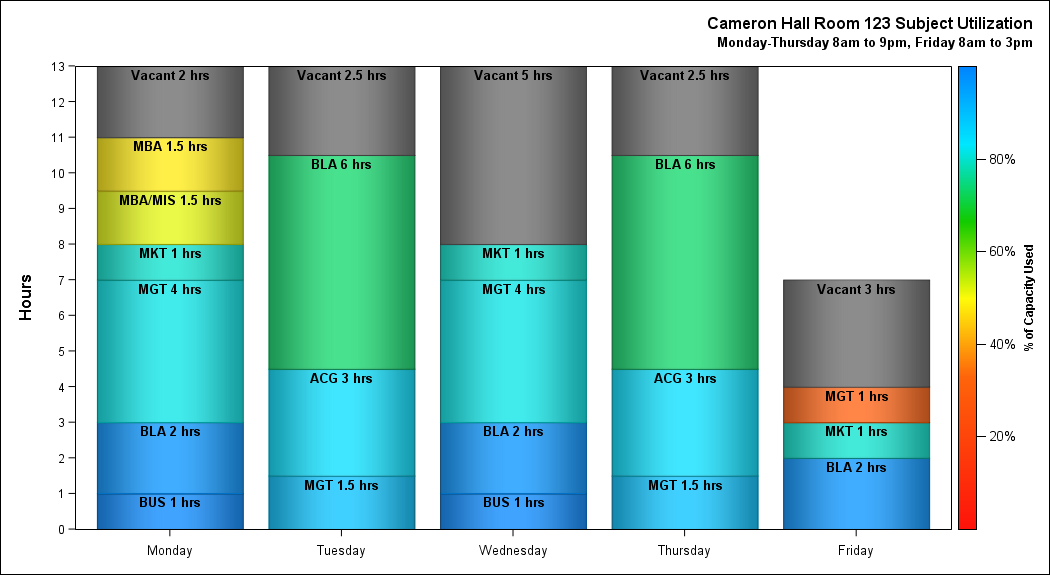 Cameron Hall Room 123 Subject Utilization
Monday-Thursday 8am to 9pm, Friday 8am to 3pm
Hours
13
12
11
10
9
8
7
6
5
4
3
2
1
0
Vacant 2 hrs
MBA 1.5 hrs
MBA/MIS 1.5 hrs
MKT 1 hrs
MGT 4 hrs
BLA 2 hrs
BUS 1 hrs
Monday
Vacant 2.5 hrs
BLA 6 hrs
ACG 3 hrs
MGT 1.5 hrs
Tuesday
Vacant 5 hrs
MKT 1 hrs
MGT 4 hrs
BLA 2 hrs
BUS 1 hrs
Wednesday
Vacant 2.5 hrs
BLA 6 hrs
ACG 3 hrs
MGT 1.5 hrs
Thursday
Vacant 3 hrs
MGT 1 hrs
MKT 1 hrs
BLA 2 hrs
Friday
80%
60%
40%
20%
% of Capacity Used